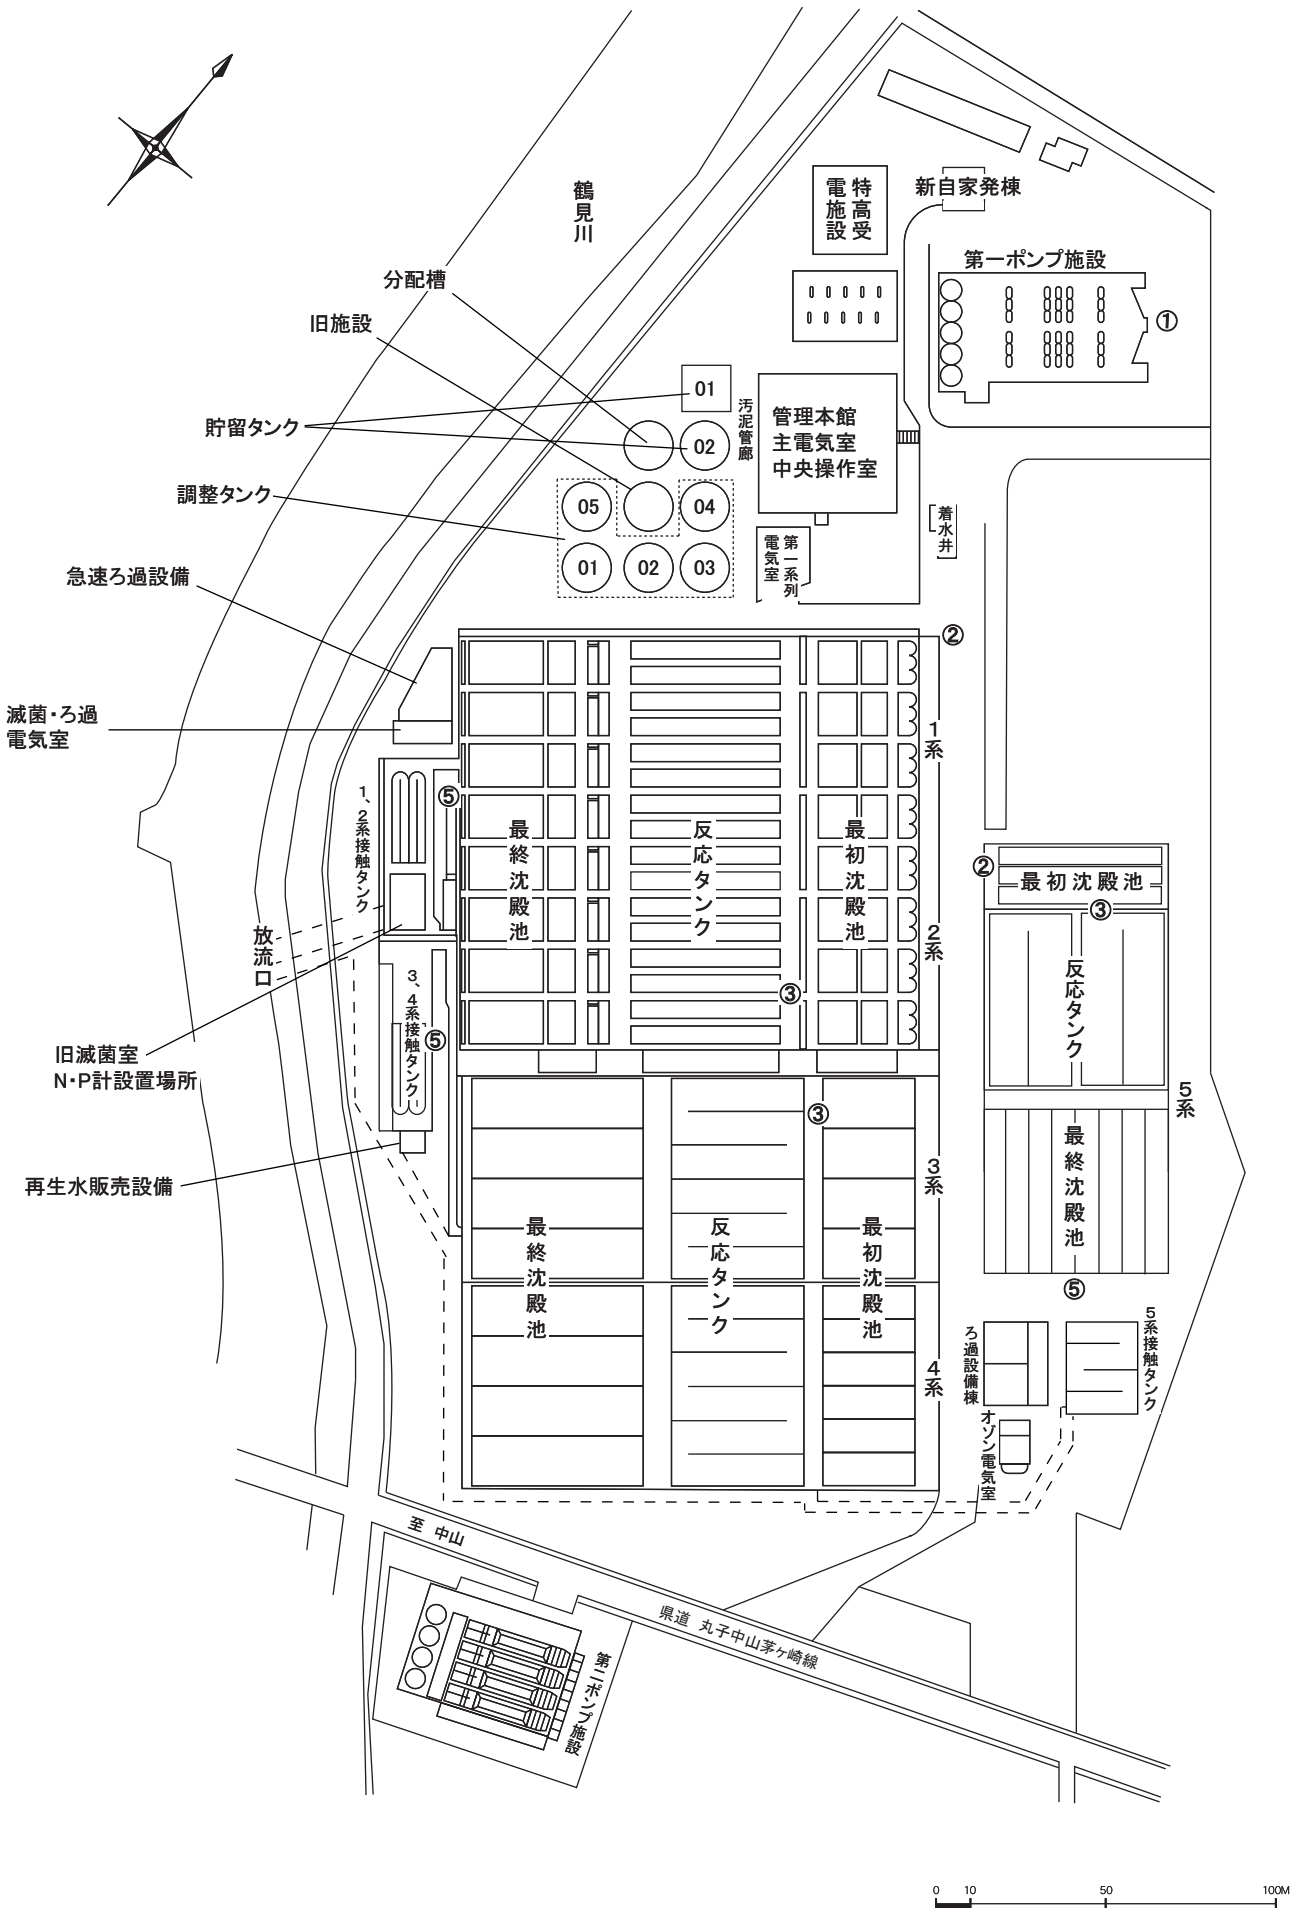 鶴見川
特高受
電施設
新自家発棟
第一ポンプ施設
①
分配槽
旧施設
貯留タンク
01
02
汚泥管廊
管理本館
主電気室
中央操作室
調整タンク
05
04
01
02
03
着水井
第一系列
電気室
急速ろ過設備
②
滅菌・ろ過
電気室
1系
1、2系接触タンク
⑤
最終沈殿池
反応タンク
最初沈殿池
②
最初沈殿池
③
2系
放流口
③
反応タンク
3、4系接触タンク
⑤
旧滅菌室
N・P計設置場所
5系
③
最終沈殿池
3系
再生水販売設備
最終沈殿池
反応タンク
最初沈殿池
⑤
4系
ろ過設備棟
5系接触タンク
オゾン電気室
至 中山
県道 丸子中山茅ヶ崎線
第二ポンプ施設
0 10 50 100M